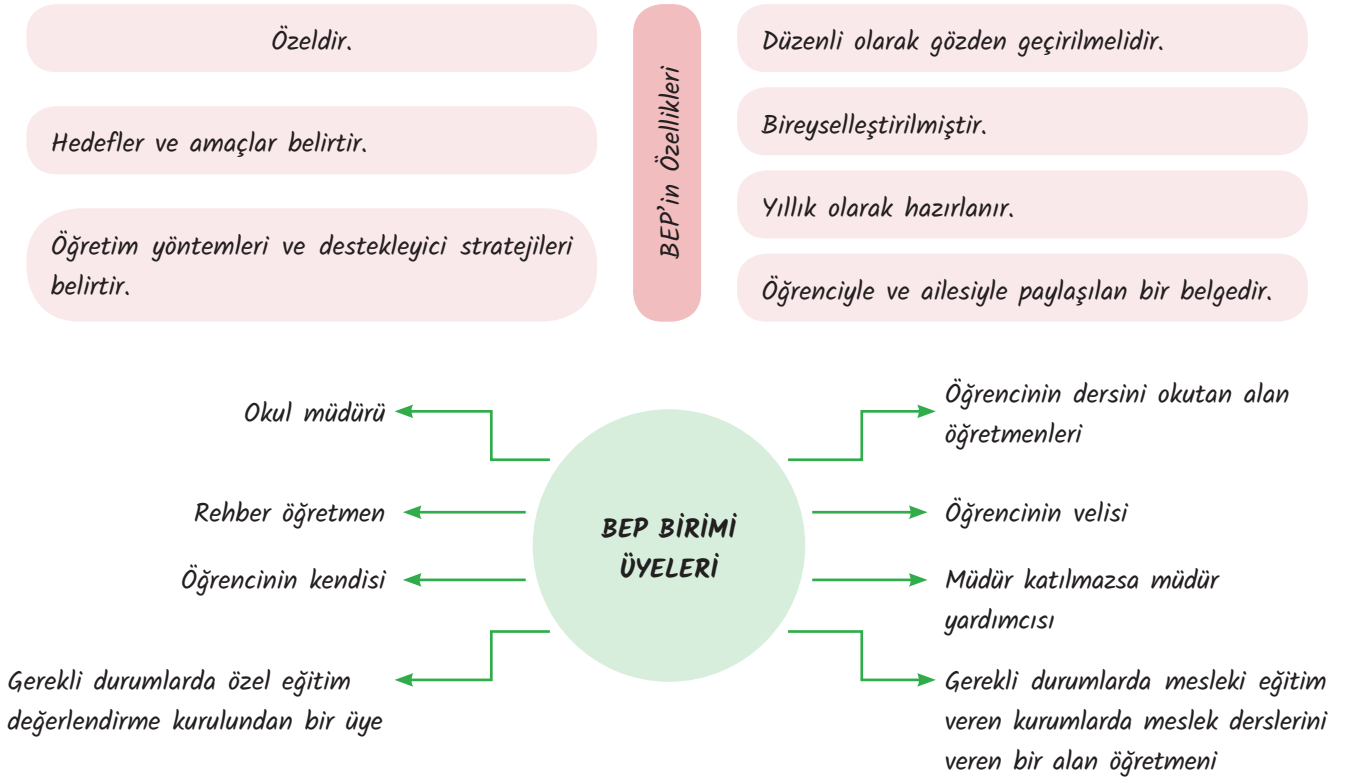 Özeldir.
Hedefler ve amaçlar belirtir.
Öğretim yöntemleri ve destekleyici stratejileri
belirtir.
BEP'in Özellikleri
Düzenli olarak gözden geçirilmelidir.
Bireyselleştirilmiştir.
Yıllık olarak hazırlanır.
Öğrenciyle ve ailesiyle paylaşılan bir belgedir.
Okul müdürü
Rehber öğretmen
Öğrencinin kendisi
Gerekli durumlarda özel eğitim
değerlendirme kurulundan bir üye
BEP BİRİMİ
ÜYELERİ
Öğrencinin dersini okutan alan
öğretmenleri
Öğrencinin velisi
Müdür katılmazsa müdür
yardımcısı
Gerekli durumlarda mesleki eğitim
veren kurumlarda meslek derslerini
veren bir alan öğretmeni